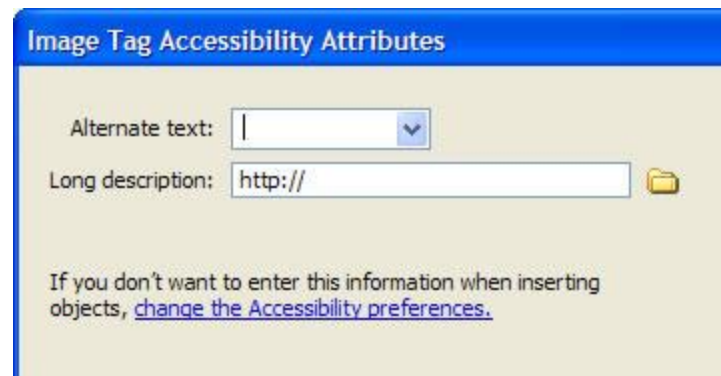 Image Tag Accessibility Attributes
Alternate text:
Long description: http://
If you don't want to enter this information when inserting
objects, change the Accessibility preferences.